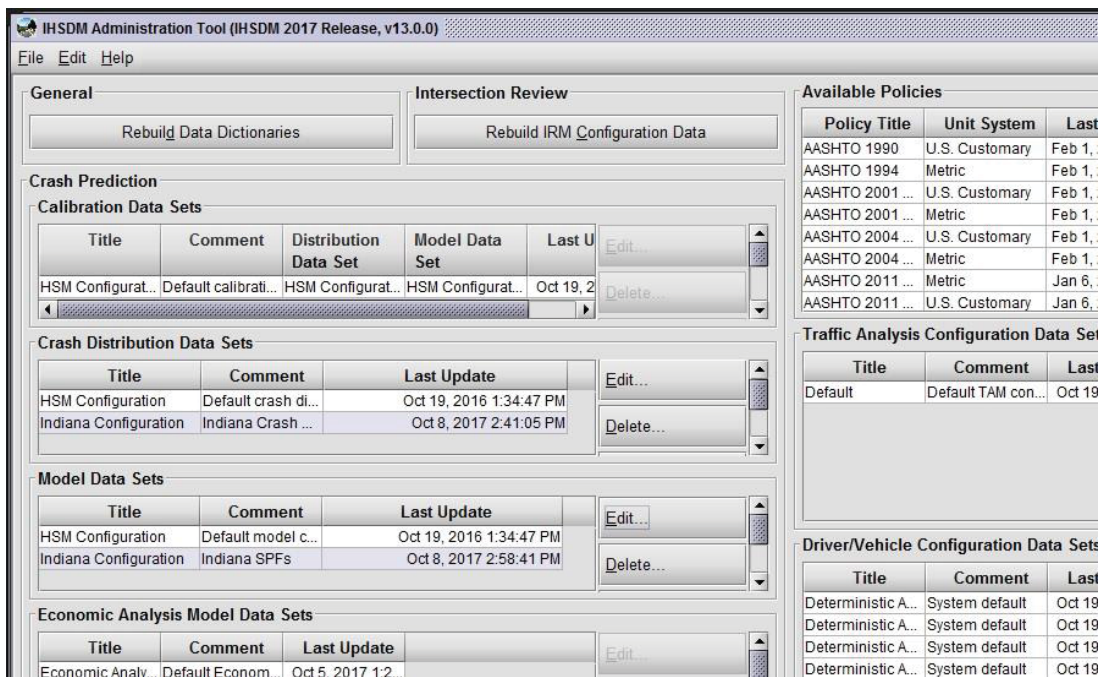 IHSDM Administration Tool (IHSDM 2017 Release, v13.0.0)
File Edit Help
General
Rebuild Data Dictionaries
Intersection Review
Rebuild IRM Configuration Data
Crash Prediction
Calibration Data Sets
Title Comment Distribution Data Set Model Data Set Last U
HSM Configurat... Default calibrati... HSM Configurat... HSM Configurat... Oct 19, 2
Edit...
Delete...
Crash Distribution Data Sets
Title Comment Last Update
HSM Configuration Default crash di... Oct 19, 2016 1:34:47 PM
Indiana Configuration Indiana Crash ... Oct 8, 2017 2:41:05 PM
Edit...
Delete...
Model Data Sets
Title Comment Last Update
HSM Configuration Default model c... Oct 19, 2016 1:34:47 PM
Indiana Configuration Indiana SPFs Oct 8, 2017 2:58:41 PM
Edit...
Delete...
Economic Analysis Model Data Sets
Title Comment Last Update
Economic Analy... Default Econom... Oct 5, 2017 1:2...
Edit...
Available Policies
Policy Title Unit System Last
AASHTO 1990 U.S. Customary Feb 1,
AASHTO 1994 Metric Feb 1,
AASHTO 2001 ... U.S. Customary Feb 1,
AASHTO 2001 ... Metric Feb 1,
AASHTO 2004 ... U.S. Customary Feb 1,
AASHTO 2004 ... Metric Feb 1,
AASHTO 2011 ... Metric Jan 6,
AASHTO 2011 ... U.S. Customary Jan 6,
Traffic Analysis Configuration Data Set
Title Comment Last
Default Default TAM con... Oct 19
Driver/Vehicle Configuration Data Sets
Title Comment Last
Deterministic A... System default Oct 19
Deterministic A... System default Oct 19
Deterministic A... System default Oct 19
Deterministic A... System default Oct 19